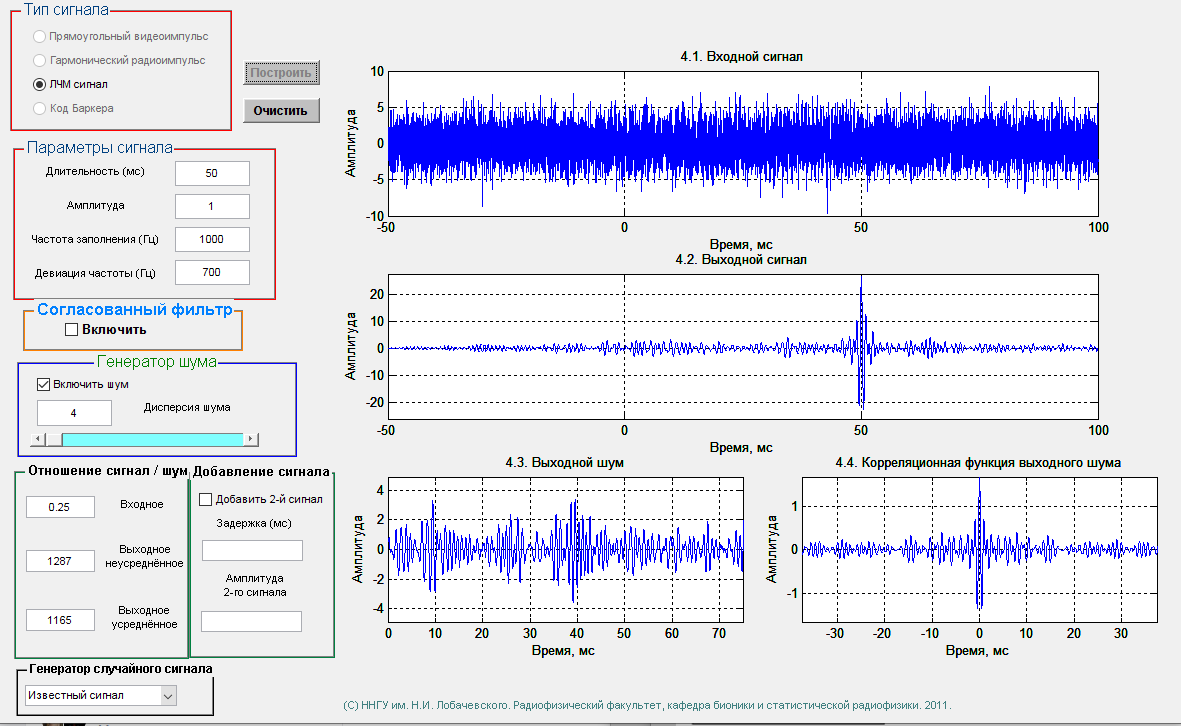 Тип сигнала
Прямоугольный видеоимпульс
Гармонический радиоимпульс
ЛЧМ сигнал
Код Баркера
Построить
Очистить
Параметры сигнала
Длительность (мс)
50
Амплитуда
1
Частота заполнения (Гц)
1000
Девиация частоты (Гц)
700
Согласованный фильтр
Включить
Генератор шума
Включить шум
4
Дисперсия шума
Отношение сигнал / шум
0.25
Входное
1287
Выходное
неусреднённое
1165
Выходное
усреднённое
Добавление сигнала
Добавить 2-й сигнал
Задержка (мс)
Амплитуда
2-го сигнала
Генератор случайного сигнала
Известный сигнал
4.1. Входной сигнал
Амплитуда
10
5
0
-5
-10
-50 0 50 100
Время, мс
4.2. Выходной сигнал
Амплитуда
20
10
0
-10
-20
-50 0 50 100
Время, мс
4.3. Выходной шум
Амплитуда
4
2
0
-2
-4
0 10 20 30 40 50 60 70
Время, мс
4.4. Корреляционная функция выходного шума
Амплитуда
1
0
-1
-30 -20 -10 0 10 20 30
Время, мс
(С) ННГУ им. Н.И. Лобачевского. Радиофизический факультет, кафедра бионики и статистической радиофизики. 2011.